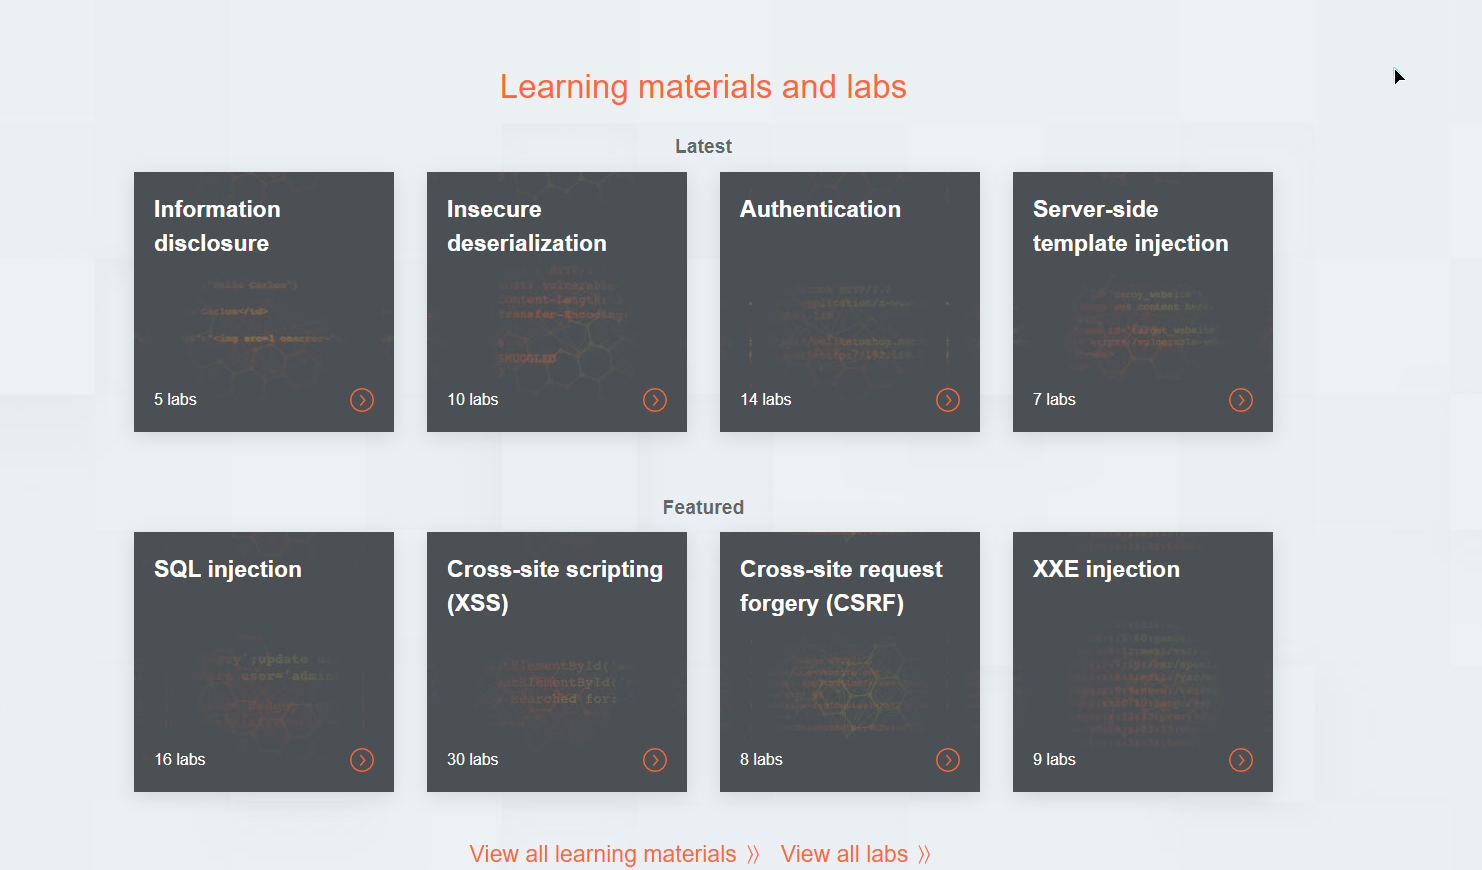 Learning materials and labs
Latest
Information
disclosure
5 labs
Insecure
deserialization
10 labs
Authentication
14 labs
Server-side
template injection
7 labs
Featured
SQL injection
16 labs
Cross-site scripting
(XSS)
30 labs
Cross-site request
forgery (CSRF)
8 labs
XXE injection
9 labs
View all learning materials
View all labs